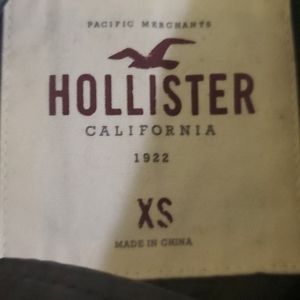 PACIFIC MERCHANTS
HOLLISTER
CALIFORNIA
1922
XS
MADE IN CHINA